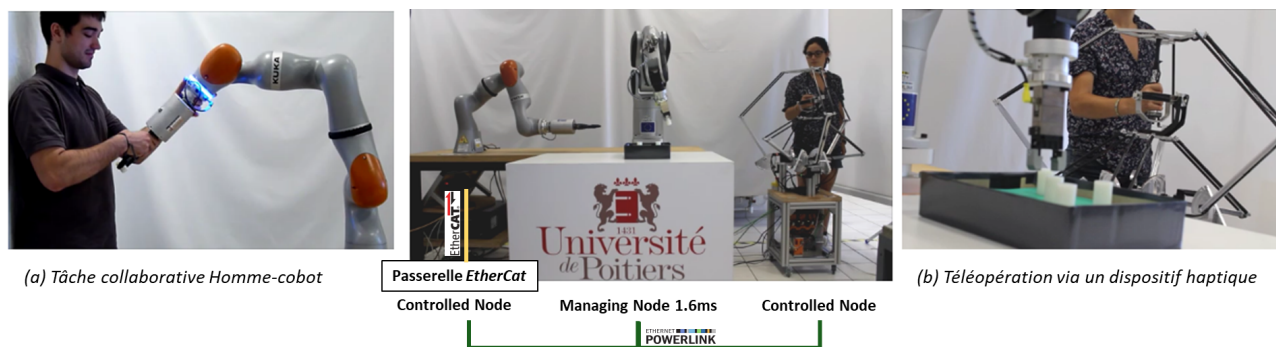 KUKA
EtherCAT
1431
Université
de Poitiers
(a) Tâche collaborative Homme-cobot
Passerelle EtherCat
(b) Téléopération via un dispositif haptique
Controlled Node
Managing Node 1.6ms
Controlled Node
ETHERNET
POWERLINK